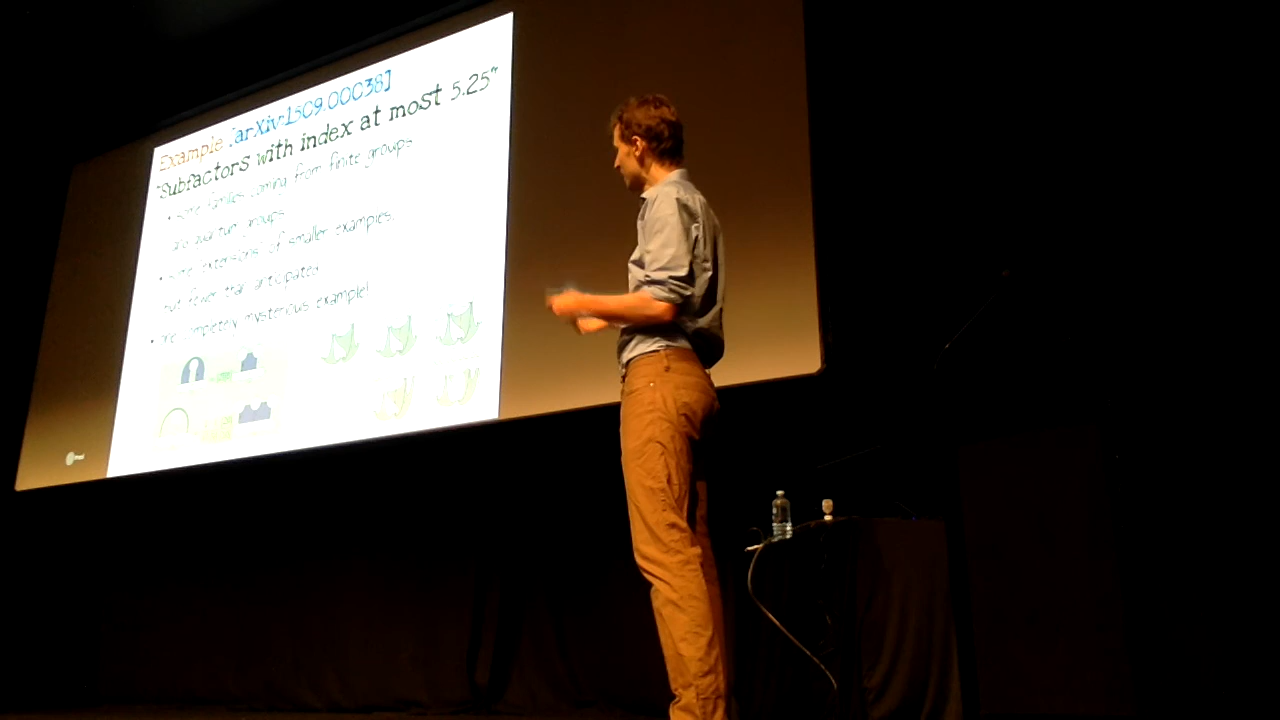 Example [arXiv:1509.00038]
"Subfactors with index at most 5.25"
• some families coming from finite groups
and quantum groups
• some 'extensions' of smaller examples,
but fewer than anticipated
• one completely mysterious example!